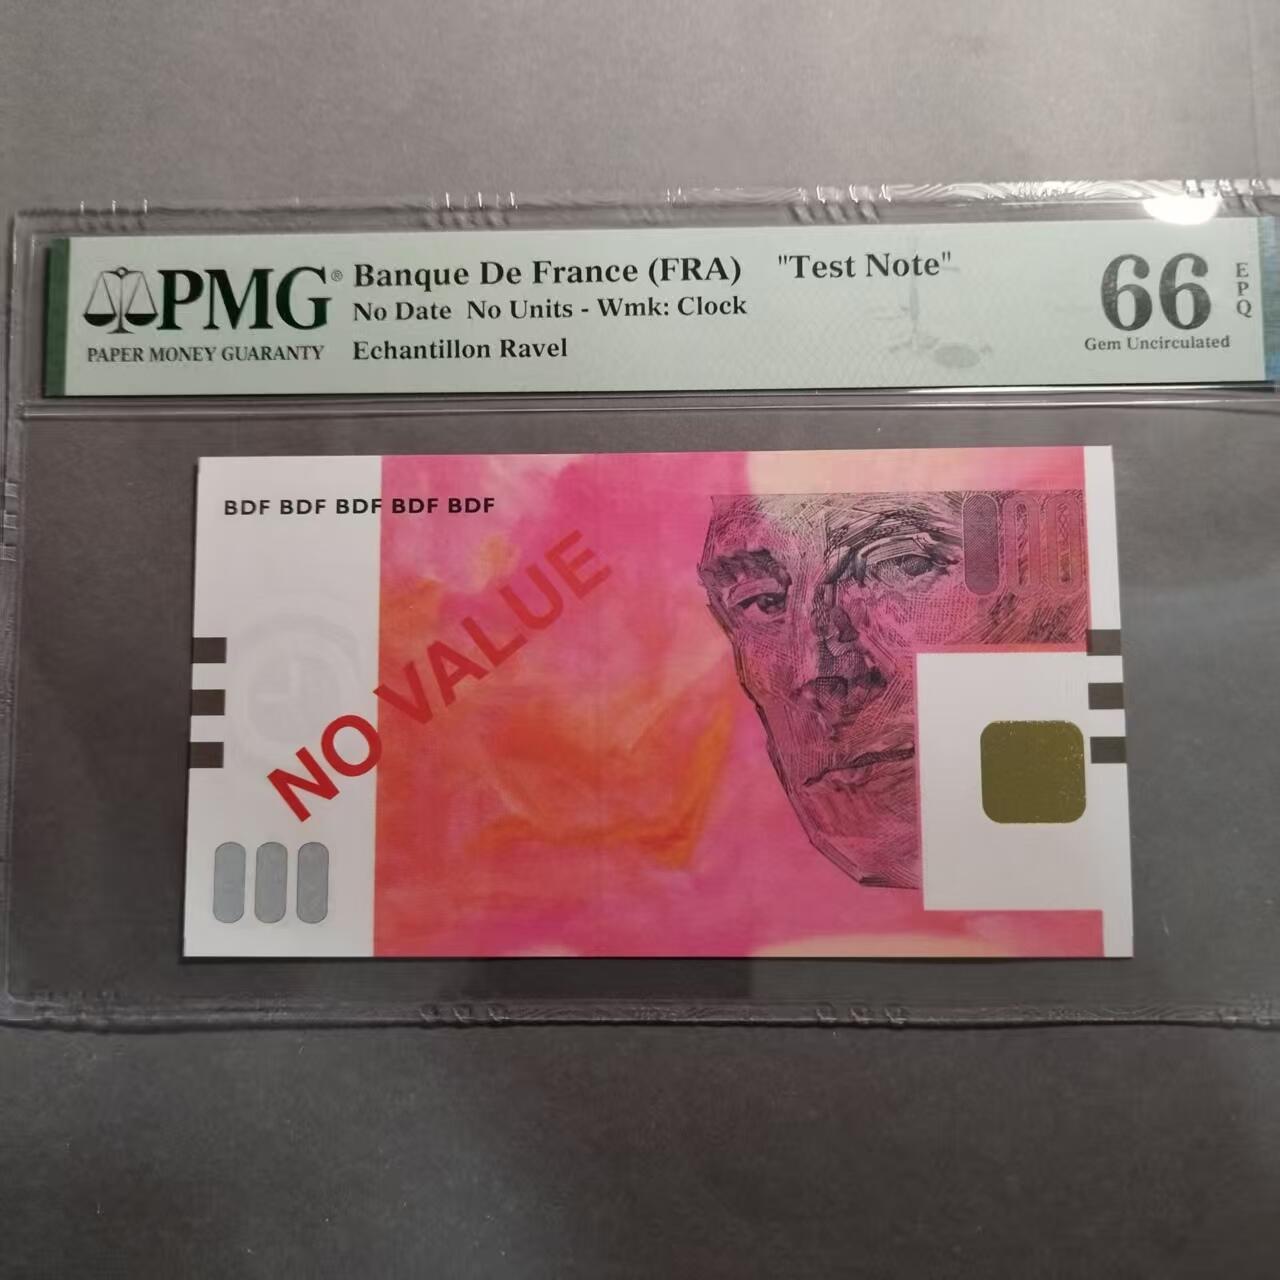 PMG®
PAPER MONEY GUARANTY
Banque De France (FRA) "Test Note"
No Date No Units - Wmk: Clock
Echantillon Ravel
66
EPQ
Gem Uncirculated
BDF BDF BDF BDF BDF
NO VALUE